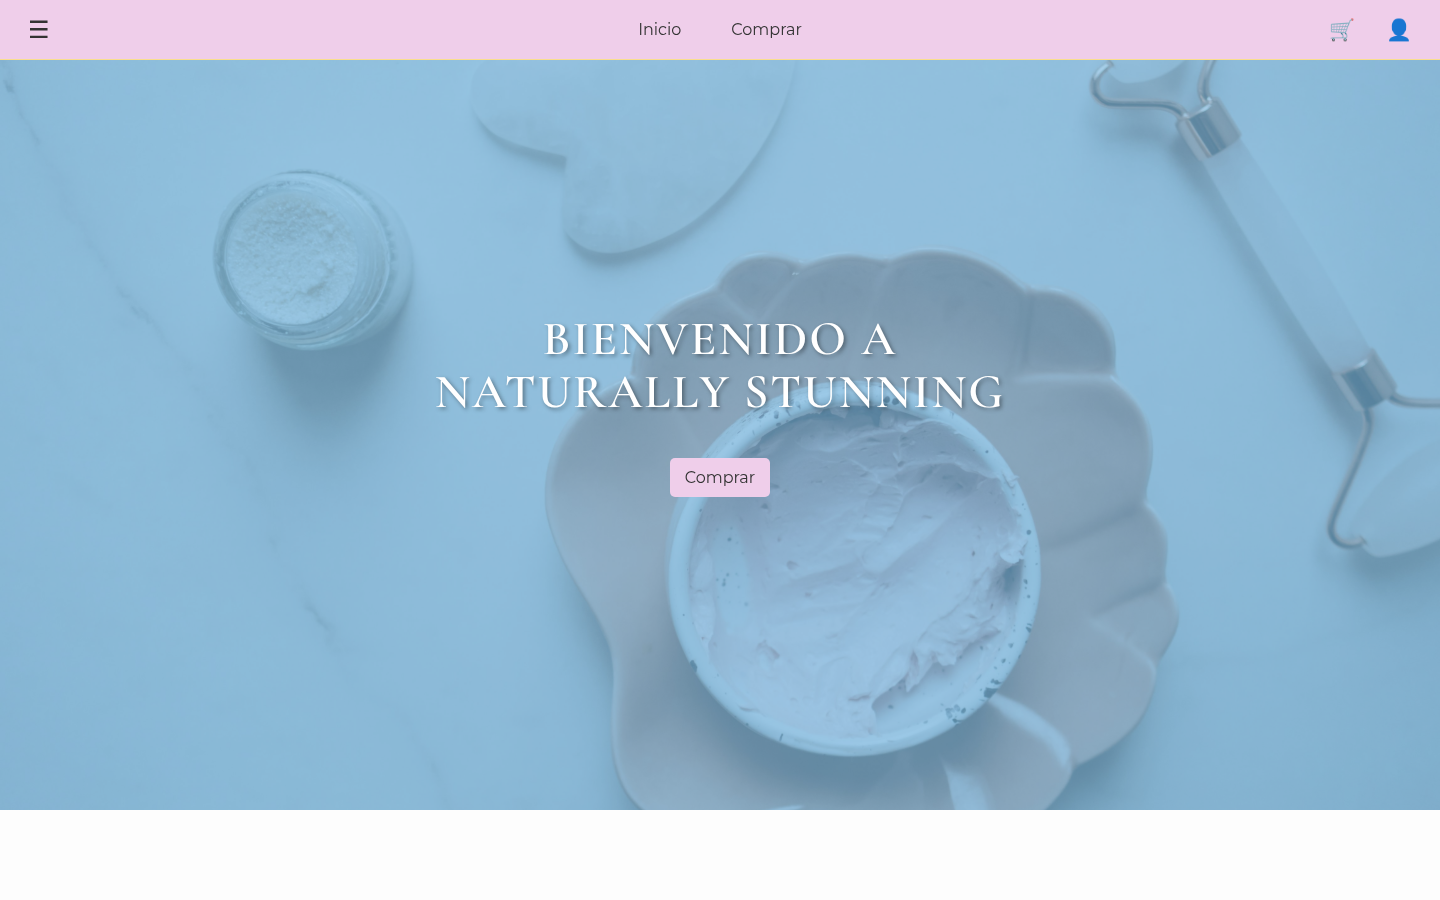 Inicio
Comprar
BIENVENIDO A
NATURALLY STUNNING
Comprar